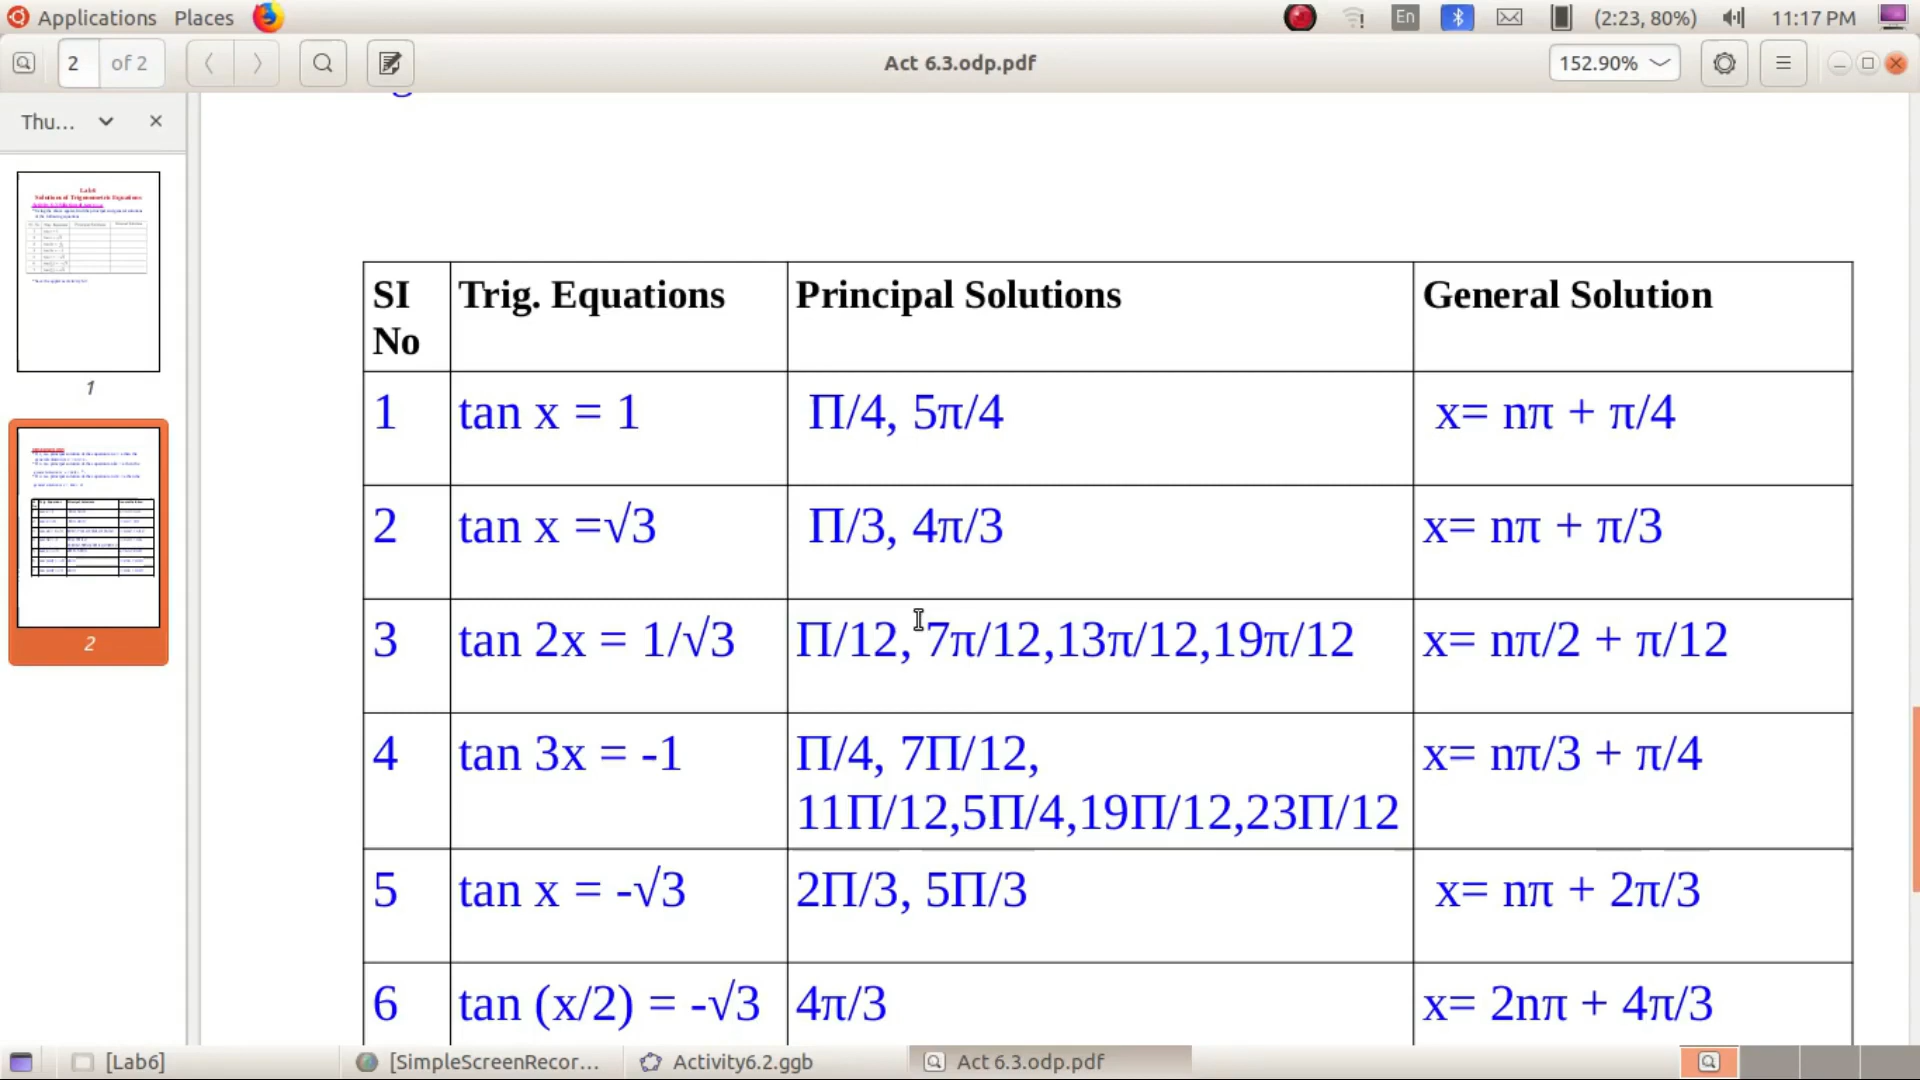 Applications Places En (2:23, 80%) 11:17 PM
2 of 2 Act 6.3.odp.pdf 152.90%
Thu...
1
2
SI No Trig. Equations Principal Solutions General Solution
1 tan x = 1 Π/4, 5π/4 x= nπ + π/4
2 tan x =√3 Π/3, 4π/3 x= nπ + π/3
3 tan 2x = 1/√3 Π/12, 7π/12,13π/12,19π/12 x= nπ/2 + π/12
4 tan 3x = -1 Π/4, 7Π/12, x= nπ/3 + π/4
11Π/12,5Π/4,19Π/12,23Π/12
5 tan x = -√3 2Π/3, 5Π/3 x= nπ + 2π/3
6 tan (x/2) = -√3 4π/3 x= 2nπ + 4π/3
[Lab6] [SimpleScreenRecor... Activity6.2.ggb Act 6.3.odp.pdf